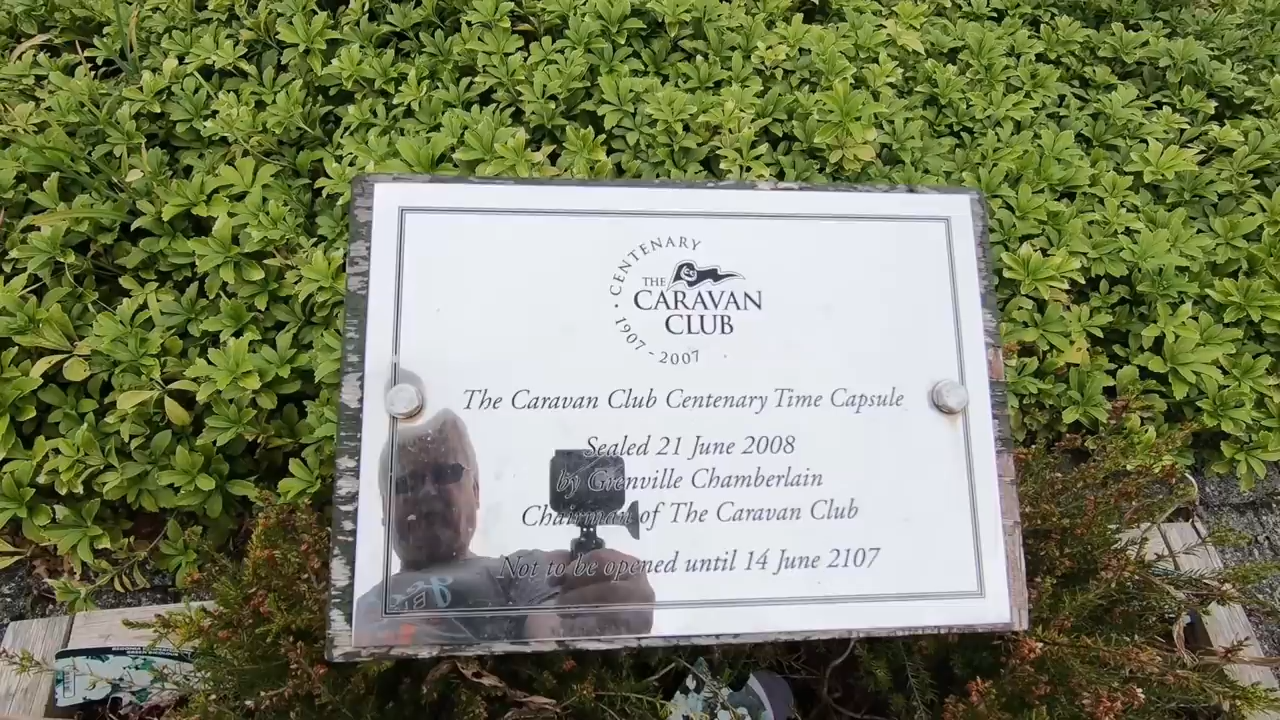 CENTENARY
THE
CARAVAN
CLUB
1907 - 2007
The Caravan Club Centenary Time Capsule
Sealed 21 June 2008
by Grenville Chamberlain
Chairman of The Caravan Club
Not to be opened until 14 June 2107